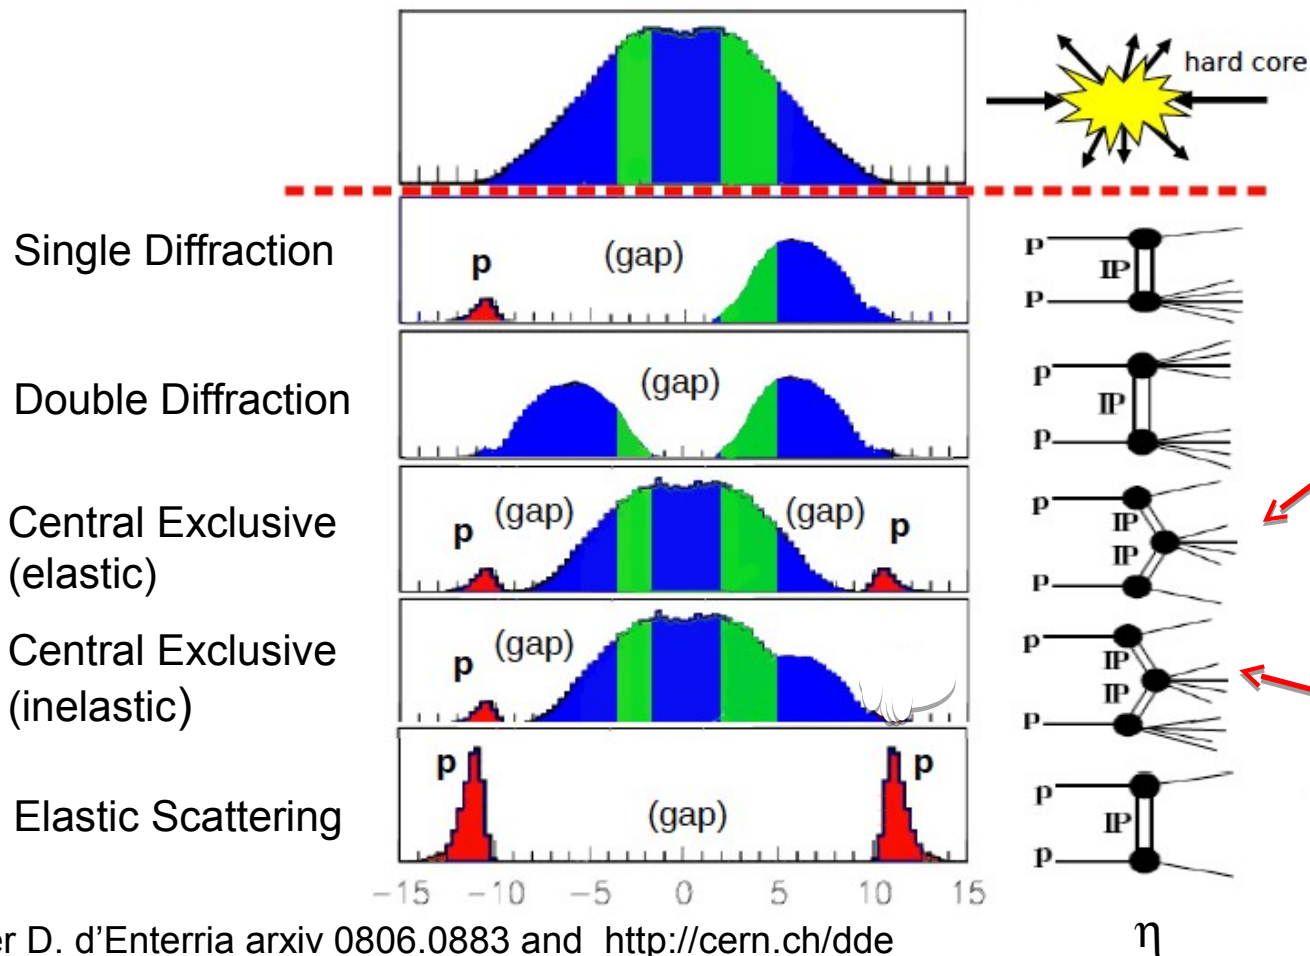 hard core
Single Diffraction
p
(gap)
p
IP
p
Double Diffraction
(gap)
p
IP
p
Central Exclusive
(elastic)
p
(gap)
(gap)
p
p
IP
IP
p
Central Exclusive
(inelastic)
p
(gap)
p
IP
IP
p
Elastic Scattering
p
(gap)
p
p
IP
p
−15 −10 −5 0 5 10 15
er D. d'Enterria arxiv 0806.0883 and http://cern.ch/dde
η